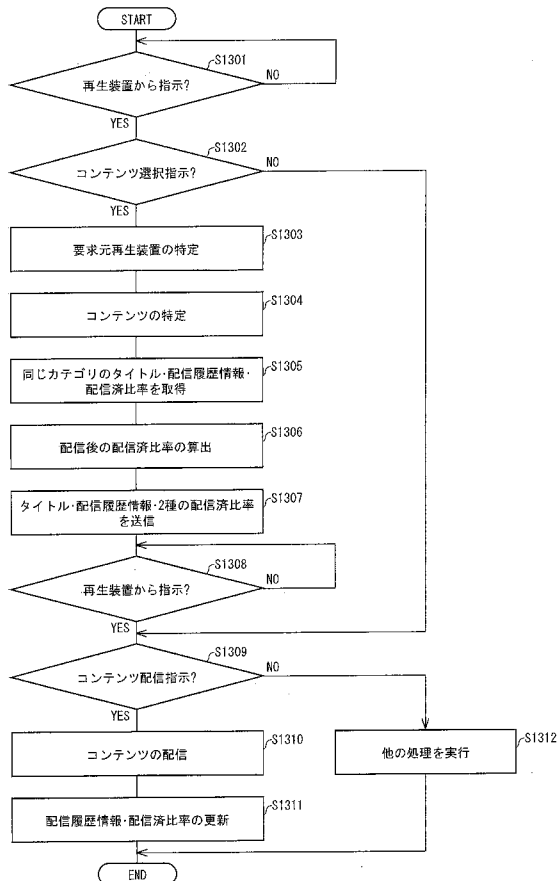 START
S1301
再生装置から指示?
NO
YES
S1302
コンテンツ選択指示?
NO
YES
S1303
要求元再生装置の特定
S1304
コンテンツの特定
S1305
同じカテゴリのタイトル・配信履歴情報・
配信済比率を取得
S1306
配信後の配信済比率の算出
S1307
タイトル・配信履歴情報・2種の配信済比率
を送信
S1308
再生装置から指示?
NO
YES
S1309
コンテンツ配信指示?
NO
YES
S1310
コンテンツの配信
S1312
他の処理を実行
S1311
配信履歴情報・配信済比率の更新
END